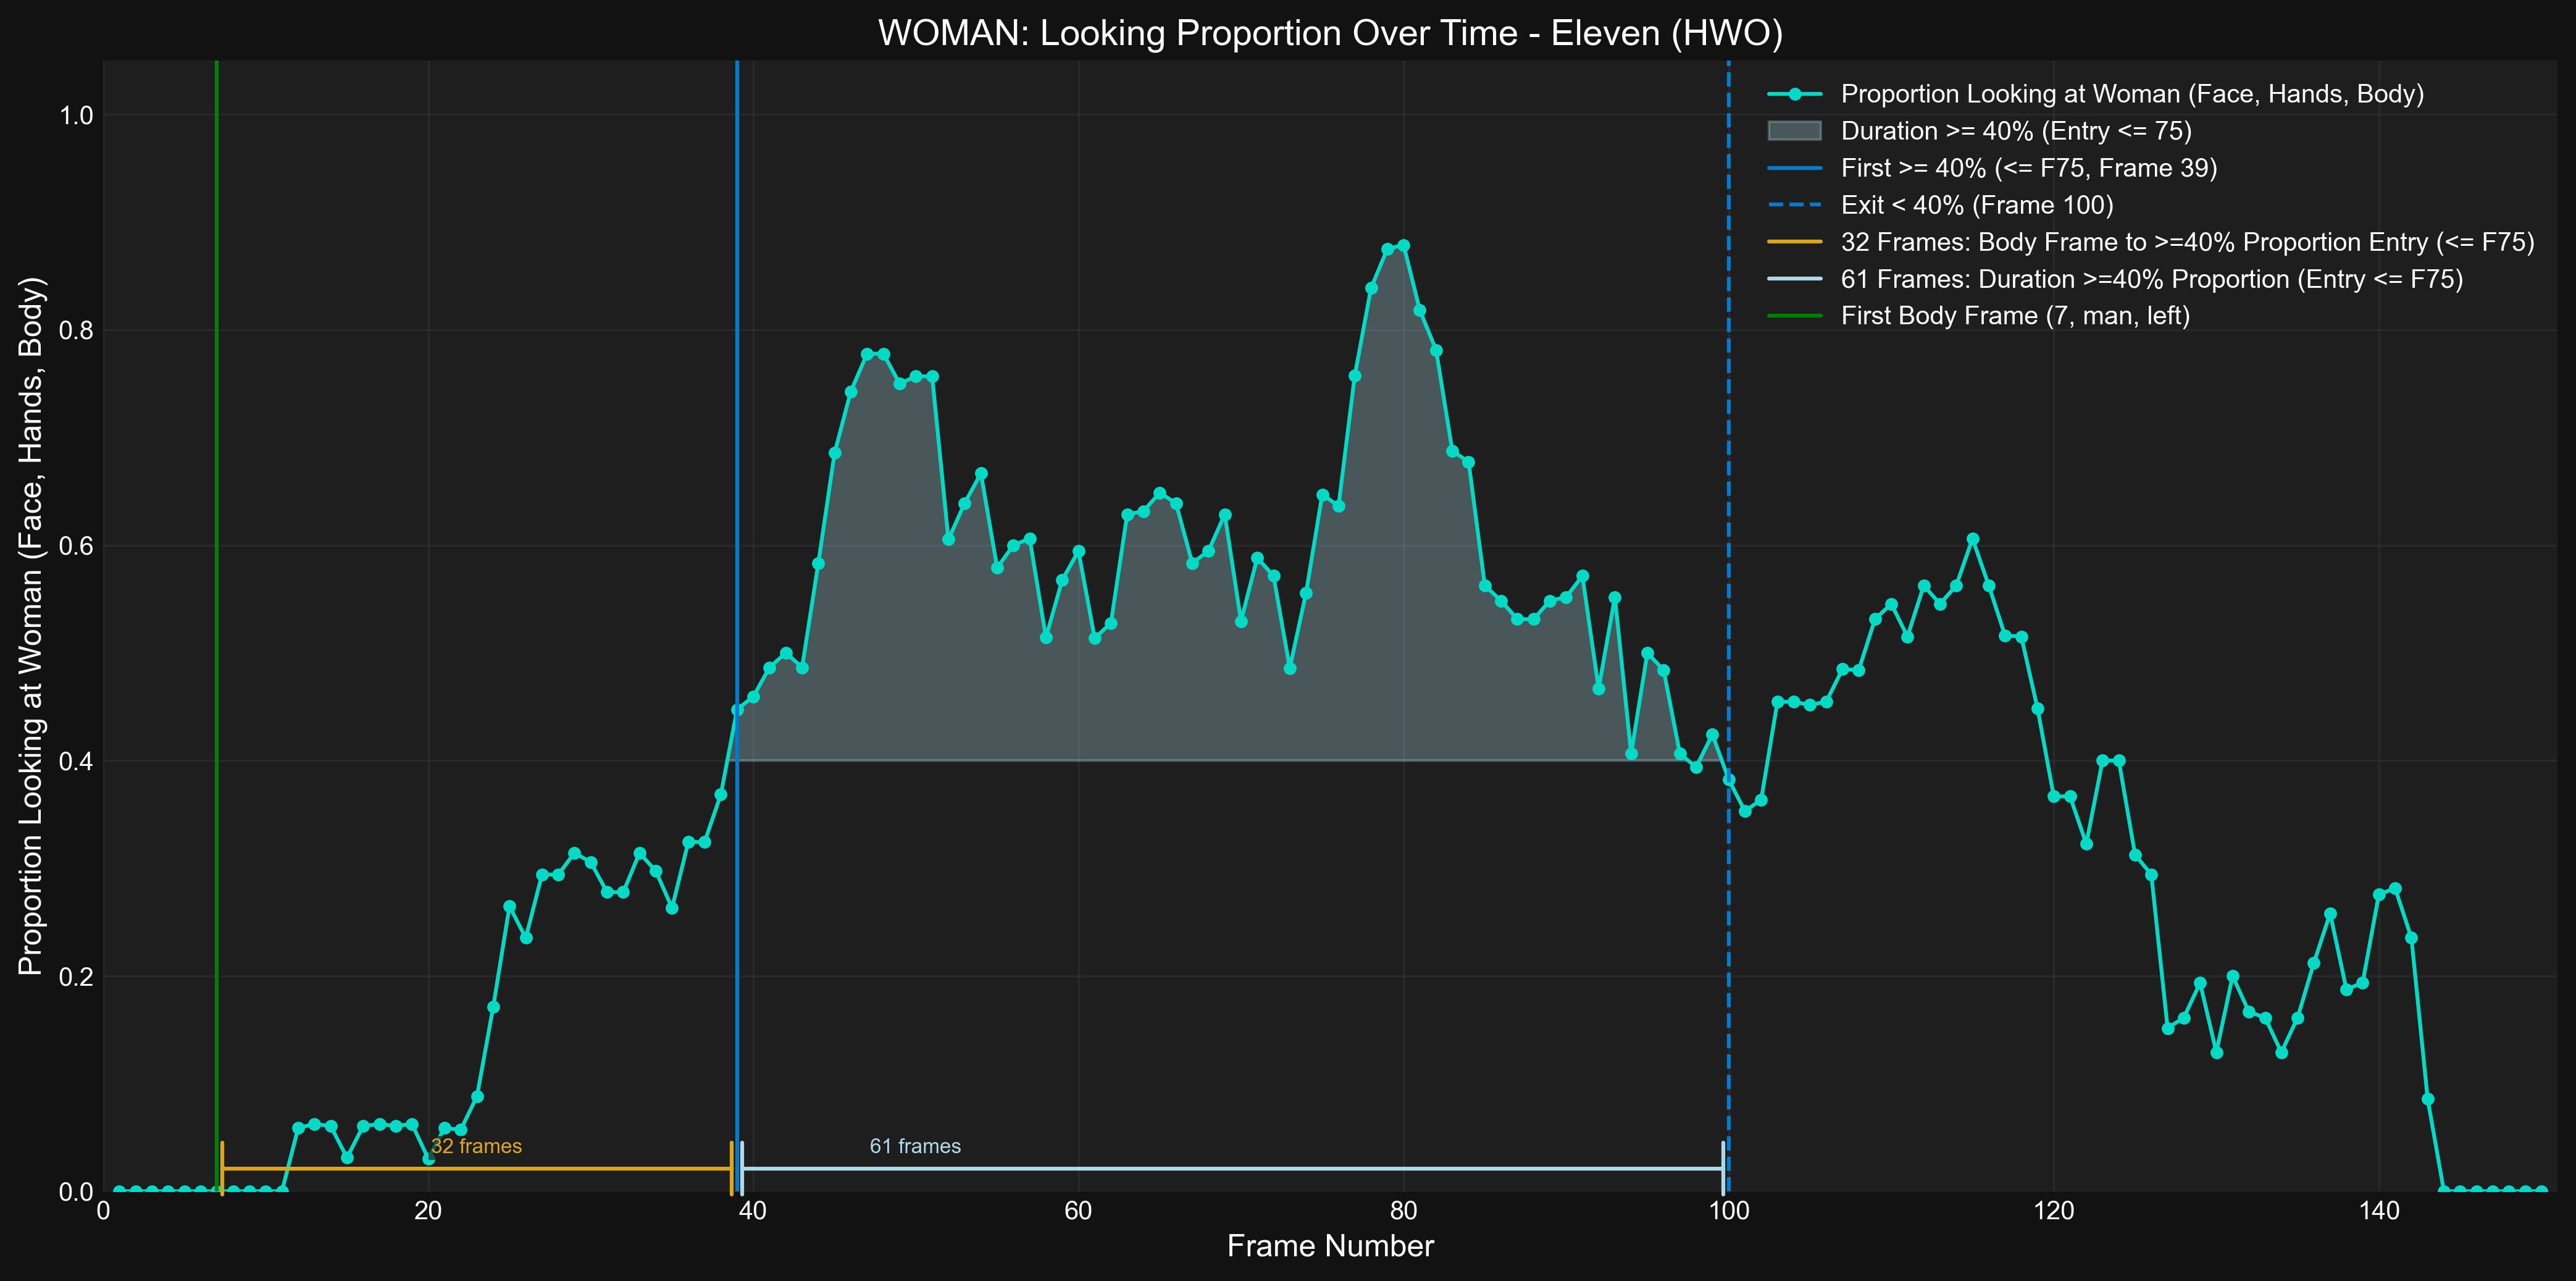 WOMAN: Looking Proportion Over Time - Eleven (HWO)
Proportion Looking at Woman (Face, Hands, Body)
1.0
0.8
0.6
0.4
0.2
0.0
Proportion Looking at Woman (Face, Hands, Body)
Duration >= 40% (Entry <= 75)
First >= 40% (<= F75, Frame 39)
Exit < 40% (Frame 100)
32 Frames: Body Frame to >=40% Proportion Entry (<= F75)
61 Frames: Duration >=40% Proportion (Entry <= F75)
First Body Frame (7, man, left)
32 frames
61 frames
0 20 40 60 80 100 120 140
Frame Number